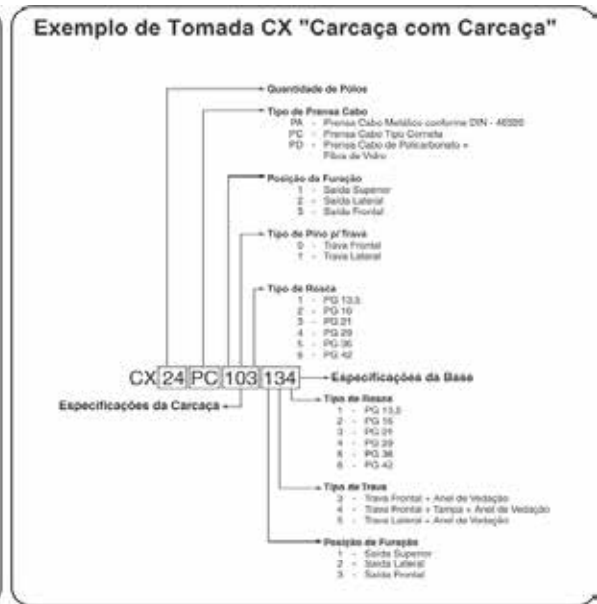 Exemplo de Tomada CX "Carcaça com Carcaça"
Quantidade de Pólos
Tipo de Prensa Cabo
PA - Prensa Cabo Metálico conforme DIN - 46320
PC - Prensa Cabo Tipo Corneta
PD - Prensa Cabo de Policarbonato +
Fibra de Vidro
Posição da Furação
1 - Saída Superior
2 - Saída Lateral
3 - Saída Frontal
Tipo de Pino p/ Trava
0 - Trava Frontal
1 - Trava Lateral
Tipo de Rosca
1 - PG 13,5
2 - PG 16
3 - PG 21
4 - PG 29
5 - PG 36
6 - PG 42
CX 24 PC 103 134 Especificações da Base
Especificações da Carcaça
Tipo de Rosca
1 - PG 13,5
2 - PG 16
3 - PG 21
4 - PG 29
5 - PG 36
6 - PG 42
Tipo de Trava
3 - Trava Frontal + Anel de Vedação
4 - Trava Frontal + Tampa + Anel de Vedação
5 - Trava Lateral + Anel de Vedação
Posição de Furação
1 - Saída Superior
2 - Saída Lateral
3 - Saída Frontal